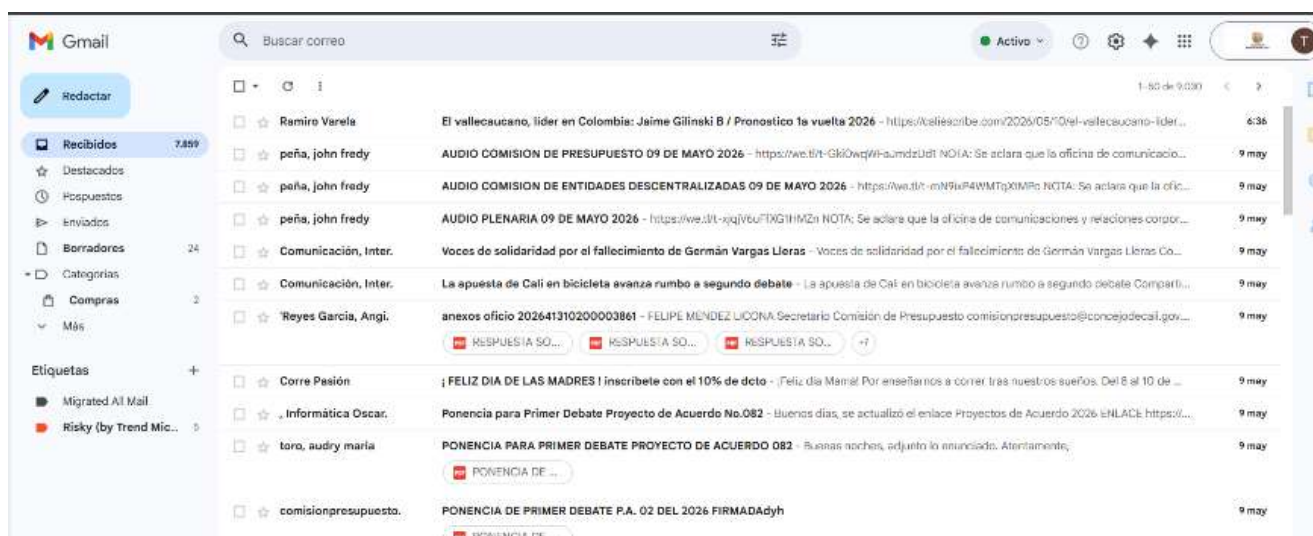 Gmail
Buscar correo
Activo
T
Redactar
1-50 de 9.030
Recibidos 7.859
Destacados
Pospuestos
Enviados
Borradores 24
Categorías
Compras 2
Más
Etiquetas +
Migrated All Mail
Risky (by Trend Mic.. 5
Ramiro Varela El vallecaucano, lider en Colombia: Jaime Gilinski B / Pronostico 1a vuelta 2026 - https://caliescribe.com/2026/05/10/el-vallecaucano-lider... 6:36
peña, john fredy AUDIO COMISION DE PRESUPUESTO 09 DE MAYO 2026 - NOTA: Se aclara que la oficina de comunicacio... 9 may
peña, john fredy AUDIO COMISION DE ENTIDADES DESCENTRALIZADAS 09 DE MAYO 2026 - NOTA: Se aclara que la ofic... 9 may
peña, john fredy AUDIO PLENARIA 09 DE MAYO 2026 - NOTA: Se aclara que la oficina de comunicaciones y relaciones corpor... 9 may
Comunicación, Inter. Voces de solidaridad por el fallecimiento de Germán Vargas Lleras - Voces de solidaridad por el fallecimiento de Germán Vargas Lleras Co... 9 may
Comunicación, Inter. La apuesta de Cali en bicicleta avanza rumbo a segundo debate - La apuesta de Cali en bicicleta avanza rumbo a segundo debate Comparti... 9 may
'Reyes Garcia, Angi. anexos oficio 202641310200003861 - FELIPE MENDEZ LICONA Secretario Comisión de Presupuesto comisionpresupuesto@concejodecali.gov... 9 may
PDF RESPUESTA SO... PDF RESPUESTA SO... PDF RESPUESTA SO... +7
Corre Pasión ¡ FELIZ DIA DE LAS MADRES ! inscríbete con el 10% de dcto - ¡Feliz día Mamá! Por enseñarnos a correr tras nuestros sueños. Del 8 al 10 de ... 9 may
., Informática Oscar. Ponencia para Primer Debate Proyecto de Acuerdo No.082 - Buenos días, se actualizó el enlace Proyectos de Acuerdo 2026 ENLACE https://... 9 may
toro, audry maria PONENCIA PARA PRIMER DEBATE PROYECTO DE ACUERDO 082 - Buenas noches, adjunto lo enunciado. Atentamente, 9 may
PDF PONENCIA DE ...
comisionpresupuesto. PONENCIA DE PRIMER DEBATE P.A. 02 DEL 2026 FIRMADAdyh 9 may
PONENCIA DE